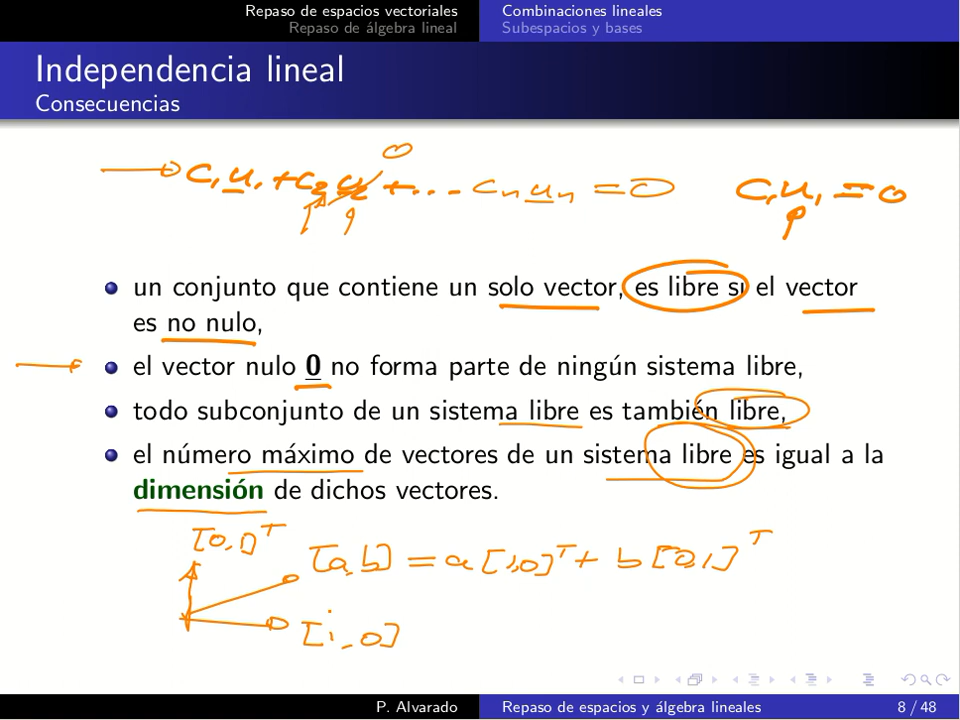 Repaso de espacios vectoriales Combinaciones lineales
Repaso de álgebra lineal Subespacios y bases
Independencia lineal
Consecuencias
0
c₁u₁ + c₂u₂ + ... cₙuₙ = 0 c₁u₁ = 0
un conjunto que contiene un solo vector, es libre si el vector
es no nulo,
el vector nulo 0 no forma parte de ningún sistema libre,
todo subconjunto de un sistema libre es también libre,
el número máximo de vectores de un sistema libre es igual a la
dimensión de dichos vectores.
[0,1]ᵀ
[a,b] = a[1,0]ᵀ + b[0,1]ᵀ
[1,0]
P. Alvarado Repaso de espacios y álgebra lineales 8 / 48